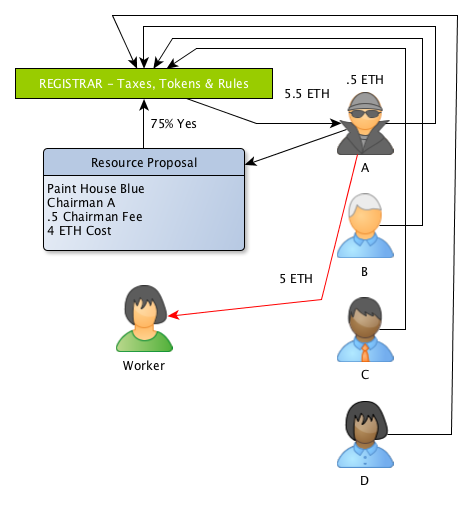 REGISTRAR – Taxes, Tokens & Rules
.5 ETH
5.5 ETH
75% Yes
Resource Proposal
A
Paint House Blue
Chairman A
.5 Chairman Fee
4 ETH Cost
B
5 ETH
Worker
C
D